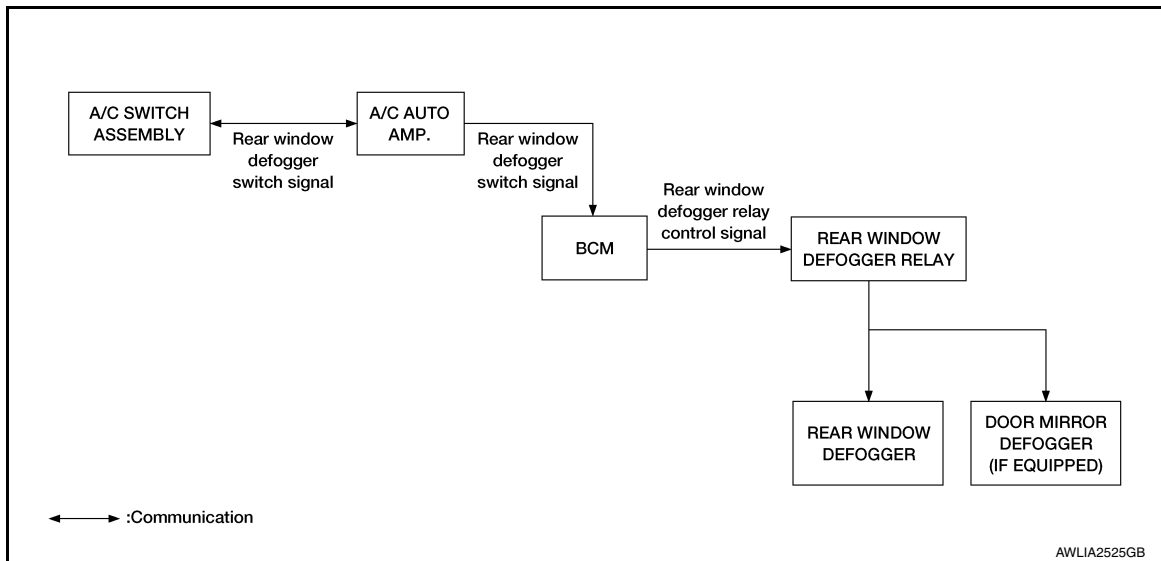 A/C SWITCH
ASSEMBLY
Rear window
defogger
switch signal
A/C AUTO
AMP.
Rear window
defogger
switch signal
BCM
Rear window
defogger relay
control signal
REAR WINDOW
DEFOGGER RELAY
REAR WINDOW
DEFOGGER
DOOR MIRROR
DEFOGGER
(IF EQUIPPED)
:Communication
AWLIA2525GB